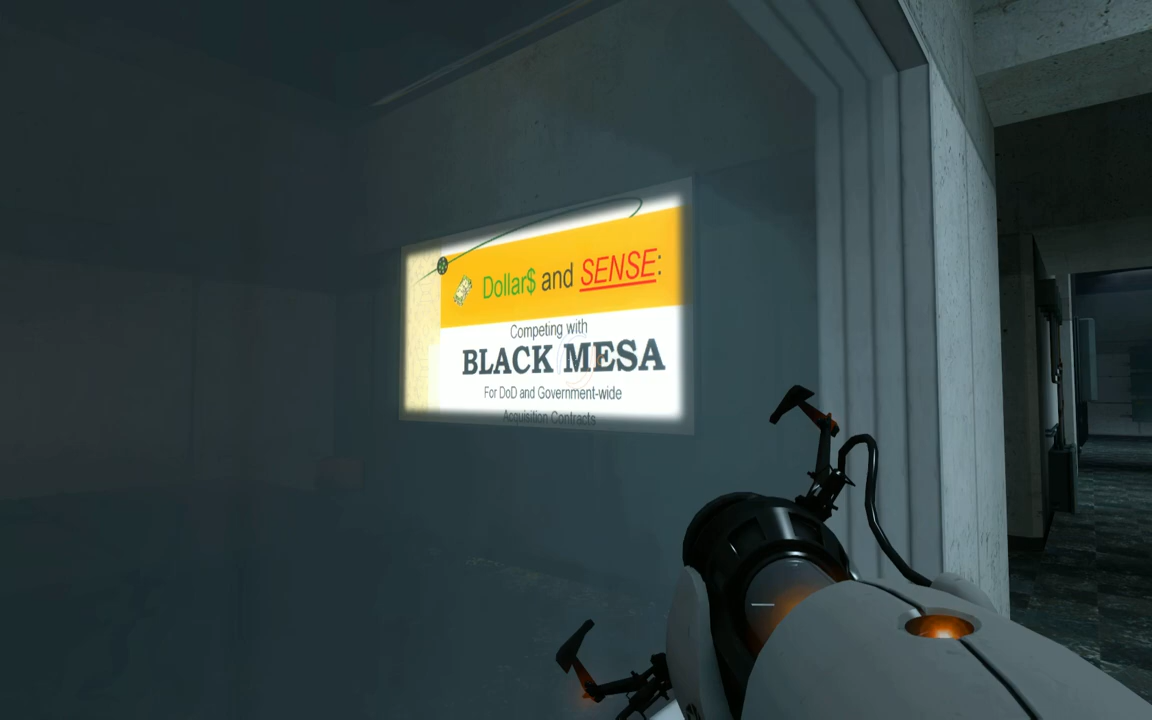 Dollar$ and SENSE:
Competing with
BLACK MESA
For DoD and Government-wide
Acquisition Contracts